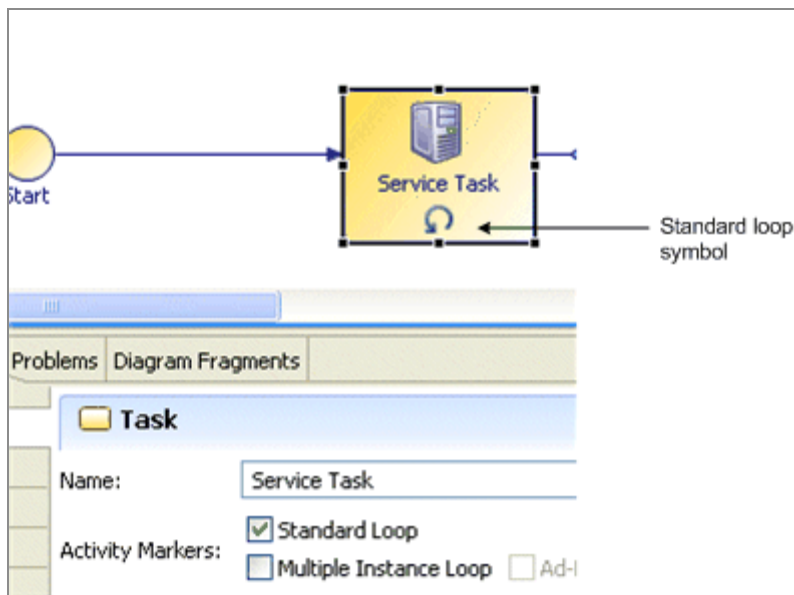 Service Task
Start
Standard loop
symbol
Problems
Diagram Fragments
Task
Name:
Service Task
Activity Markers:
Standard Loop
Multiple Instance Loop